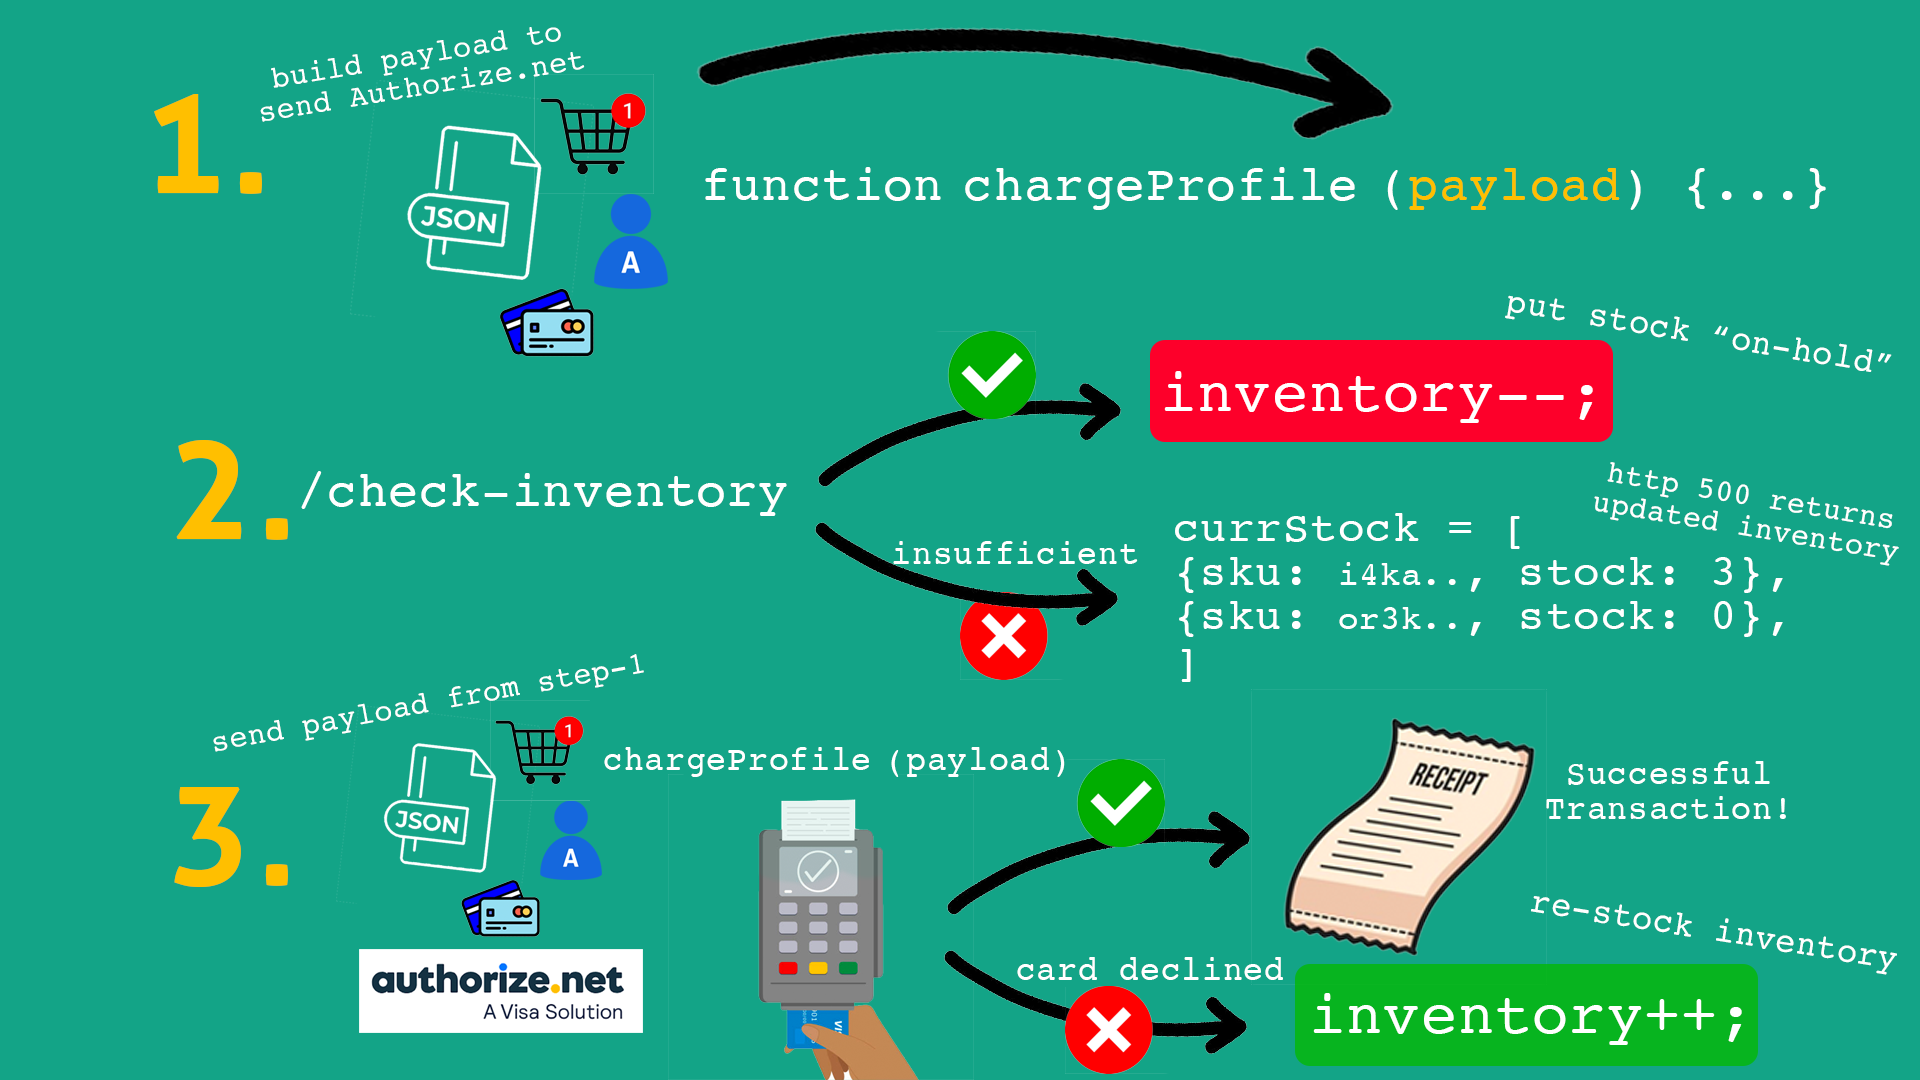 build payload to
send Authorize.net
1.
1
JSON
A
function chargeProfile (payload) {...}
put stock “on-hold”
inventory--;
2.
/check-inventory
http 500 returns
updated inventory
insufficient
currStock = [
{sku: i4ka.., stock: 3},
{sku: or3k.., stock: 0},
]
send payload from step-1
3.
1
JSON
A
chargeProfile (payload)
RECEIPT
Successful
Transaction!
authorize.net
A Visa Solution
card declined
re-stock inventory
inventory++;